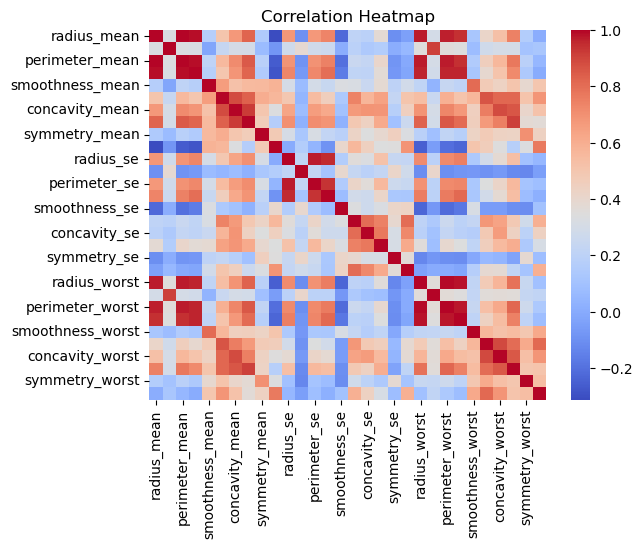 Correlation Heatmap
radius_mean
perimeter_mean
smoothness_mean
concavity_mean
symmetry_mean
radius_se
perimeter_se
smoothness_se
concavity_se
symmetry_se
radius_worst
perimeter_worst
smoothness_worst
concavity_worst
symmetry_worst
1.0
0.8
0.6
0.4
0.2
0.0
−0.2
radius_mean
perimeter_mean
smoothness_mean
concavity_mean
symmetry_mean
radius_se
perimeter_se
smoothness_se
concavity_se
symmetry_se
radius_worst
perimeter_worst
smoothness_worst
concavity_worst
symmetry_worst